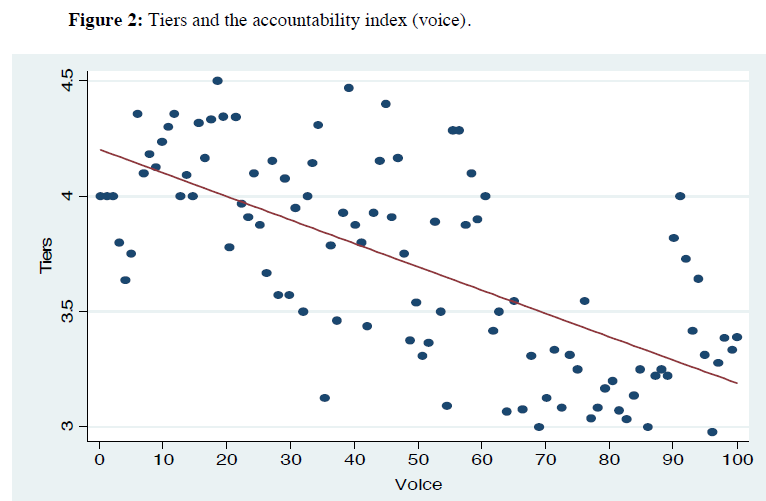 Figure 2: Tiers and the accountability index (voice).
4.5
4
3.5
3
Tiers
0 10 20 30 40 50 60 70 80 90 100
Voice